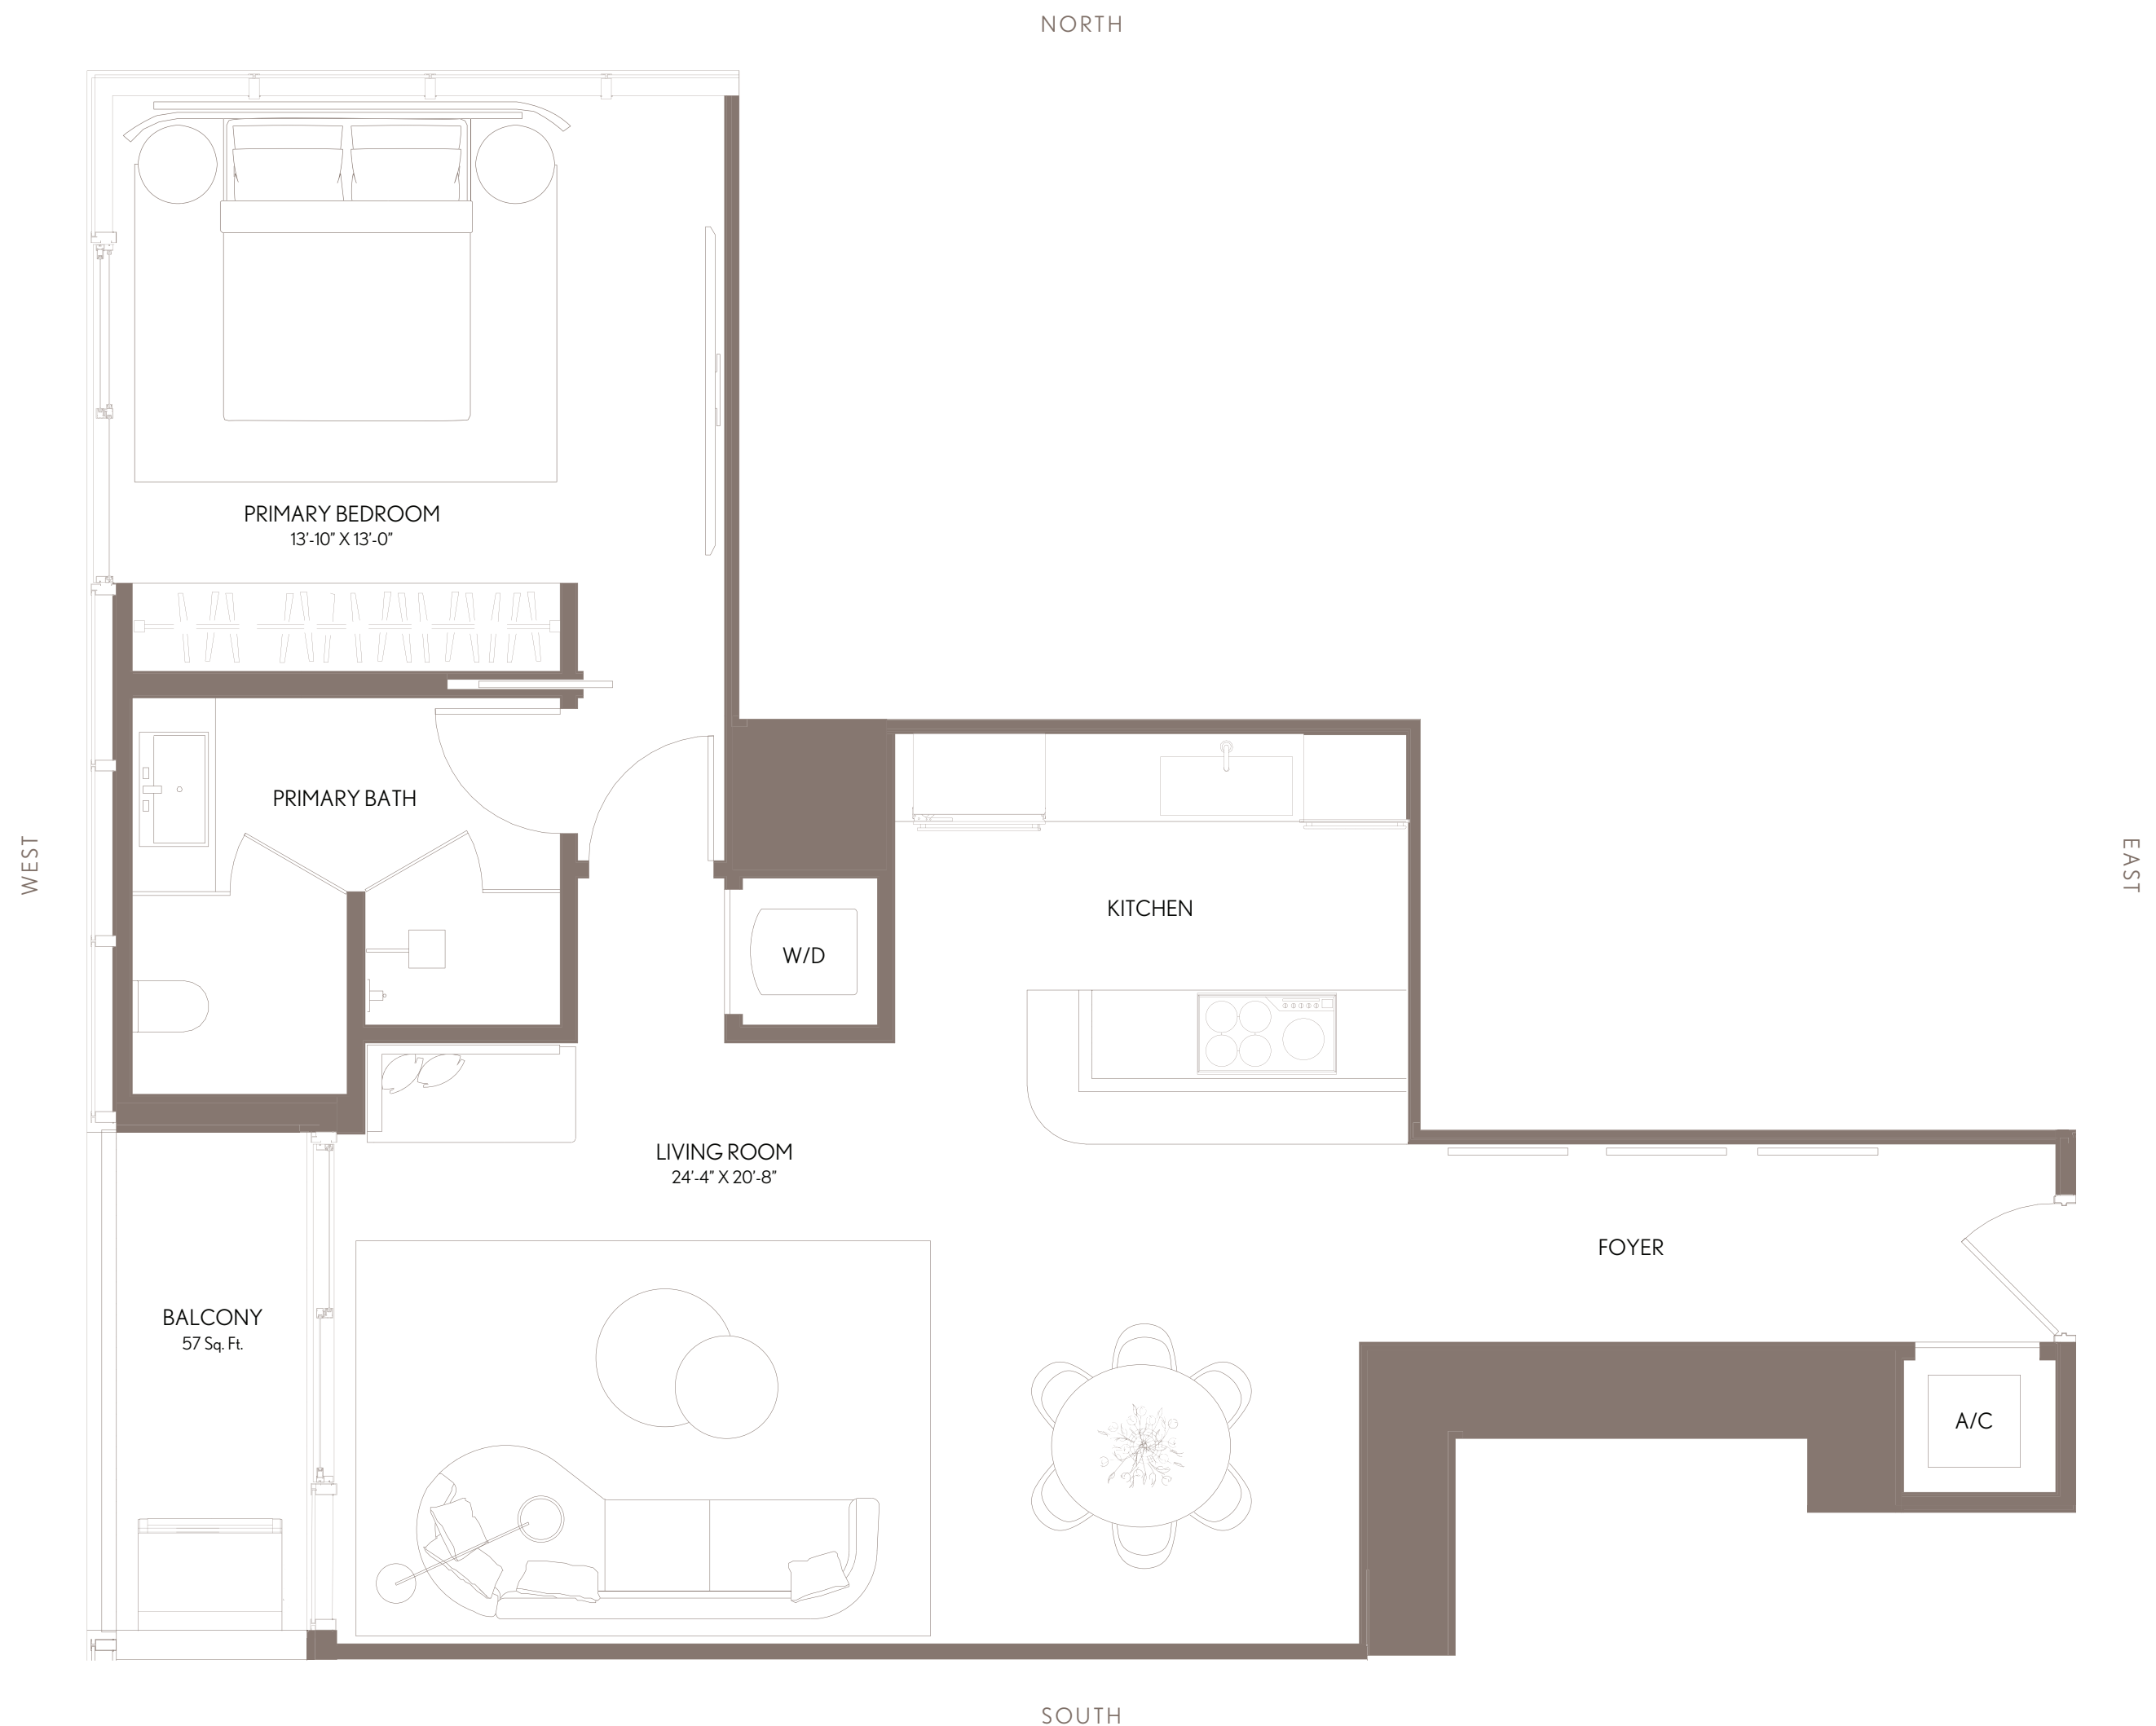 NORTH
PRIMARY BEDROOM
13'-10" X 13'-0"
PRIMARY BATH
WEST
EAST
KITCHEN
W/D
LIVING ROOM
24'-4" X 20'-8"
FOYER
BALCONY
57 Sq. Ft.
A/C
SOUTH